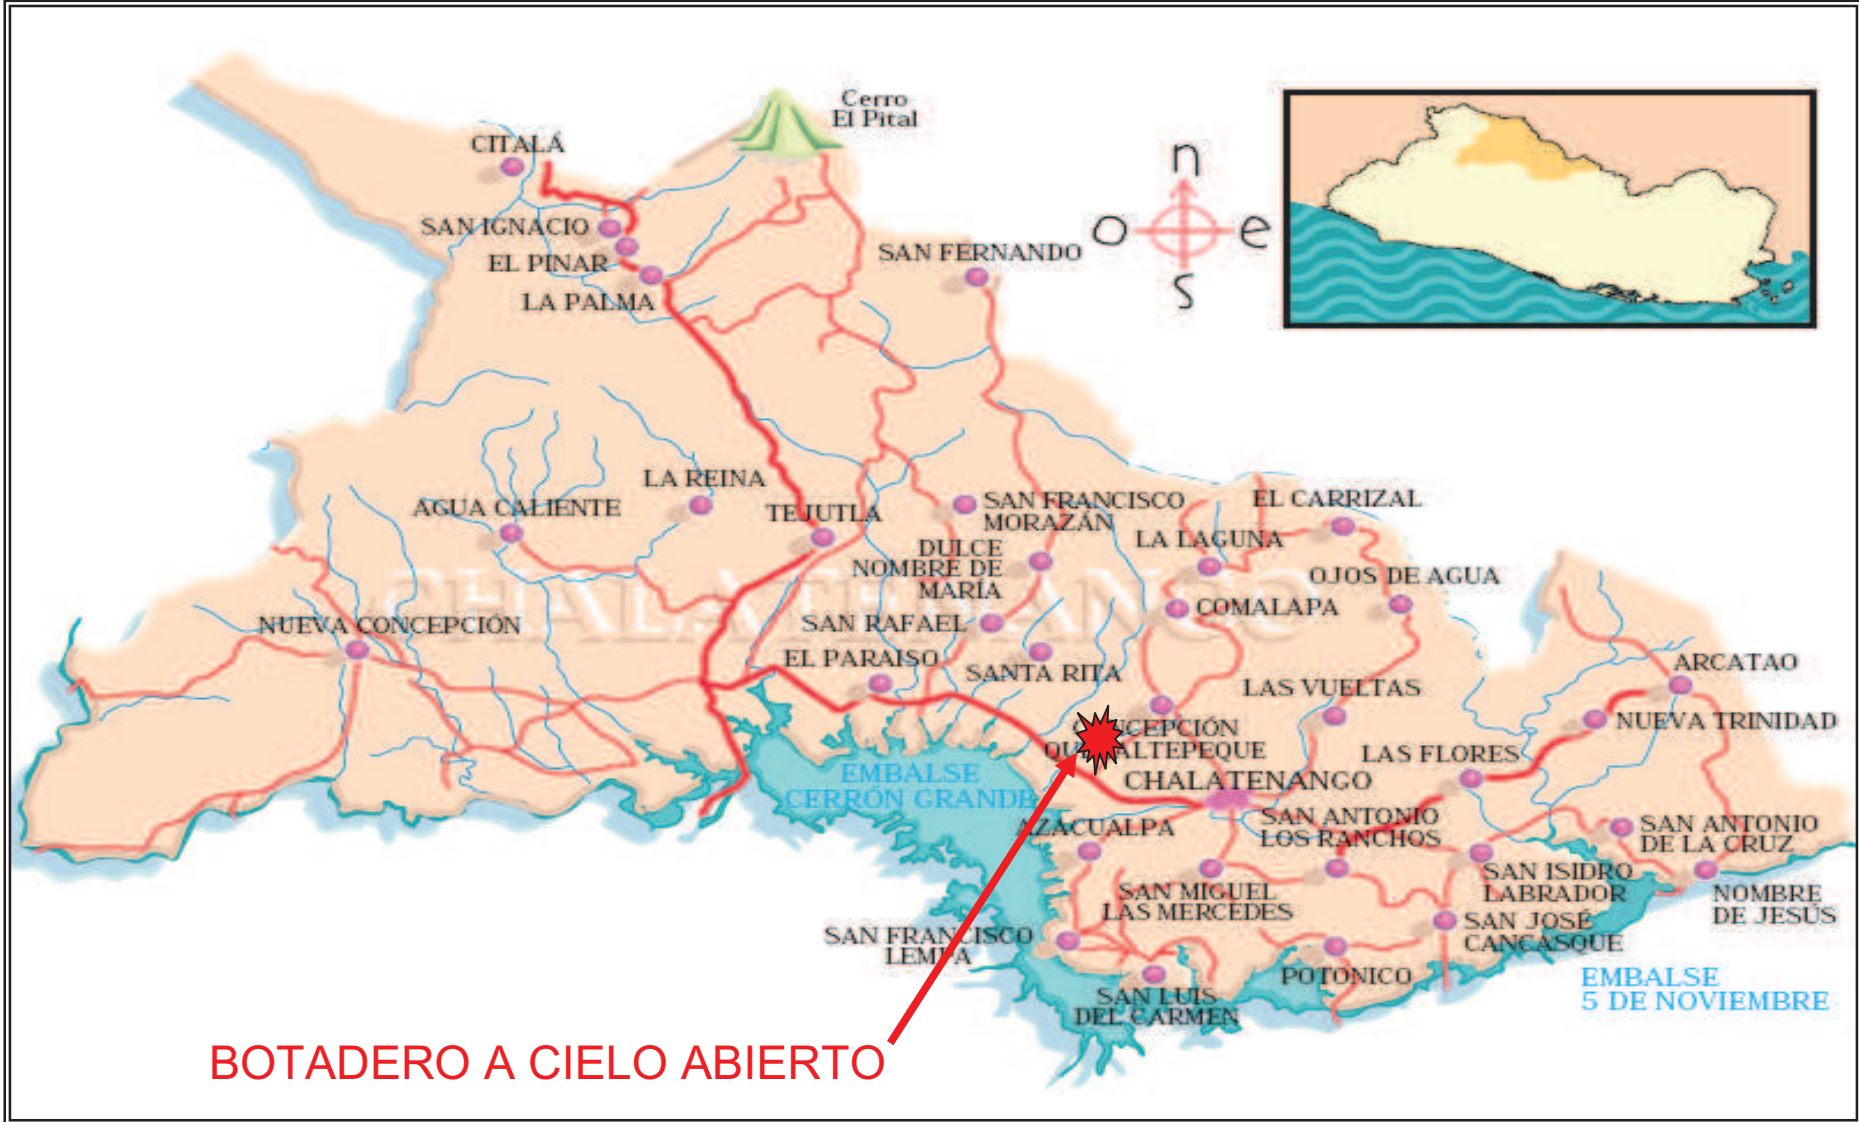 Cerro
El Pital
CITALÁ
n
SAN IGNACIO
o
e
SAN FERNANDO
EL PINAR
s
LA PALMA
LA REINA
AGUA CALIENTE
TEJUTLA
SAN FRANCISCO
MORAZÁN
EL CARRIZAL
LA LAGUNA
DULCE
NOMBRE DE
MARÍA
OJOS DE AGUA
CHALATENANGO
COMALAPA
NUEVA CONCEPCIÓN
SAN RAFAEL
EL PARAISO
SANTA RITA
ARCATAO
LAS VUELTAS
NUEVA TRINIDAD
LAS FLORES
CHALATENANGO
EMBALSE
CERRÓN GRANDE
AZACUALPA
SAN ANTONIO
LOS RANCHOS
SAN ANTONIO
DE LA CRUZ
SAN MIGUEL
LAS MERCEDES
SAN ISIDRO
LABRADOR
NOMBRE
DE JESÚS
SAN FRANCISCO
LEMPA
SAN JOSÉ
CANCASQUE
POTONICO
SAN LUIS
DEL CARMEN
EMBALSE
5 DE NOVIEMBRE
BOTADERO A CIELO ABIERTO